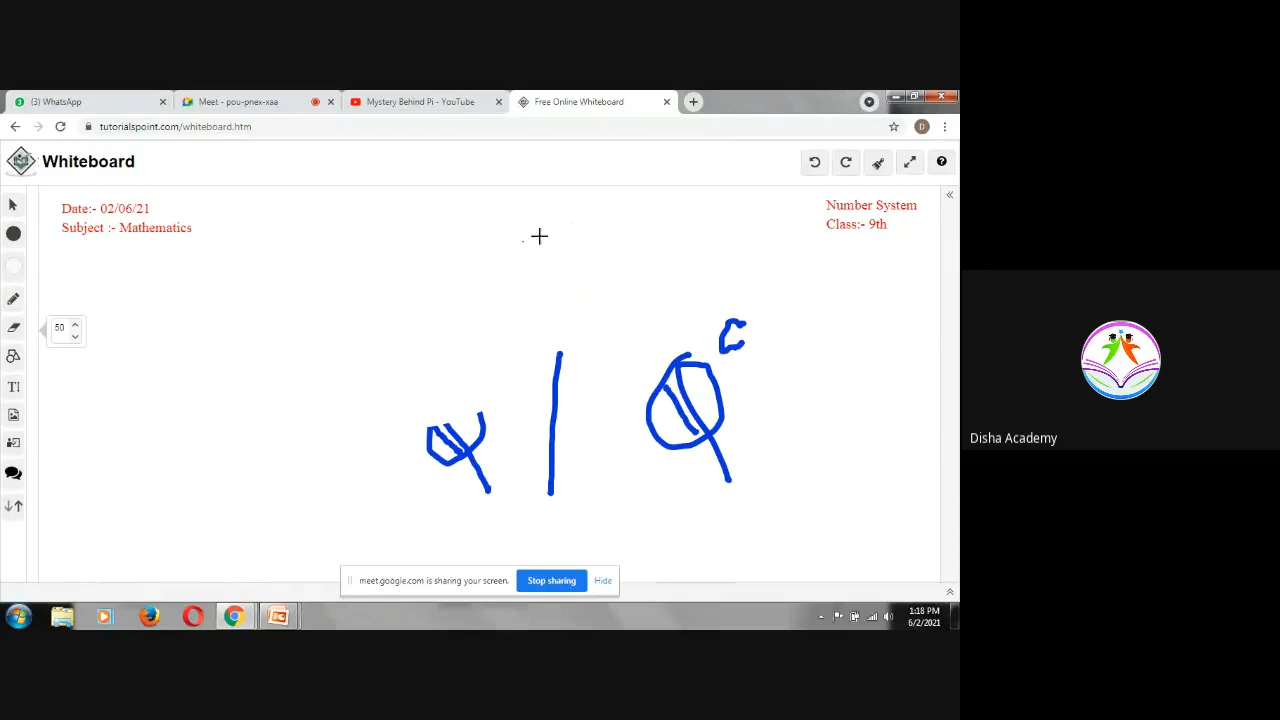 (3) WhatsApp
Meet - pou-pnex-xaa
Mystery Behind Pi - YouTube
Free Online Whiteboard
tutorialspoint.com/whiteboard.htm
D
Whiteboard
Date:- 02/06/21
Subject :- Mathematics
Number System
Class:- 9th
50
T
meet.google.com is sharing your screen.
Stop sharing
Hide
1:18 PM
6/2/2021
Disha Academy